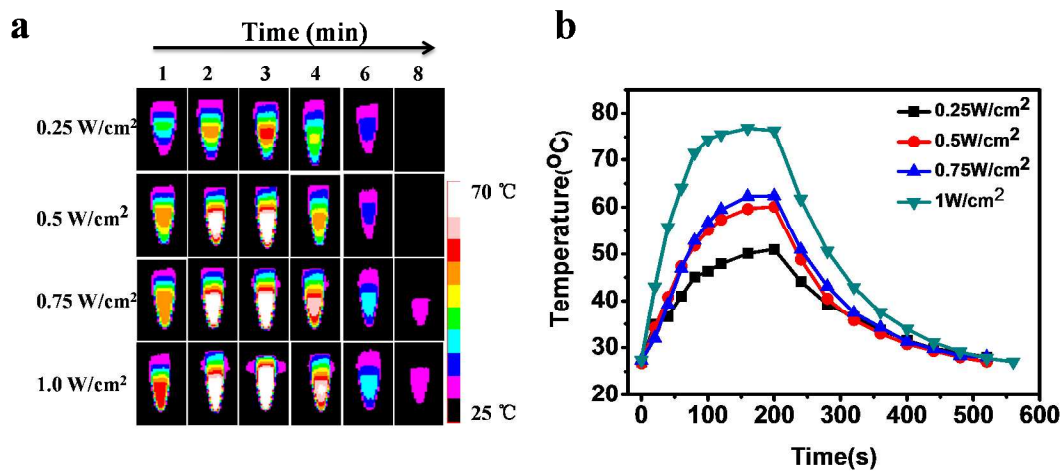 a
Time (min)
1 2 3 4 6 8
0.25 W/cm²
0.5 W/cm²
0.75 W/cm²
1.0 W/cm²
70 ℃
25 ℃
b
Temperature(°C)
80
70
60
50
40
30
20
0 100 200 300 400 500 600
Time(s)
0.25W/cm²
0.5W/cm²
0.75W/cm²
1W/cm²